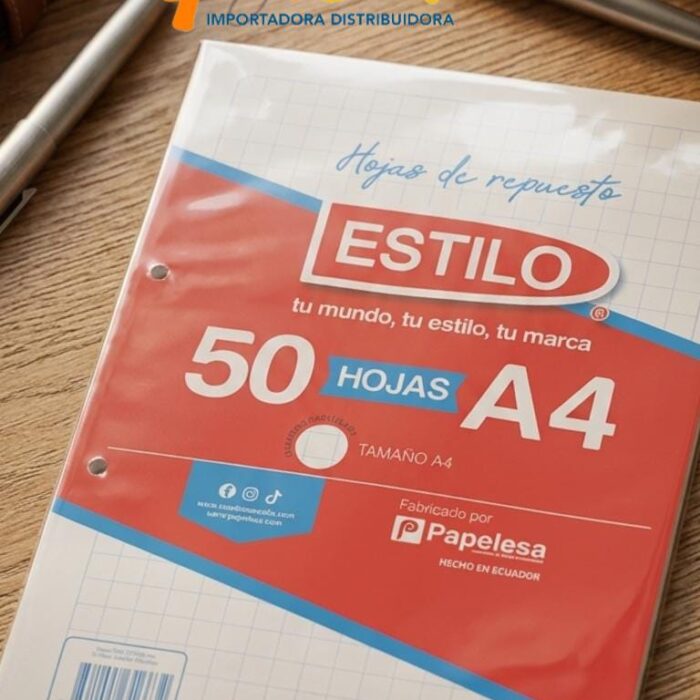 IMPORTADORA DISTRIBUIDORA
Hojas de repuesto
ESTILO
®
tu mundo, tu estilo, tu marca
50 HOJAS A4
TAMAÑO A4
Fabricado por
Papelesa
HECHO EN ECUADOR